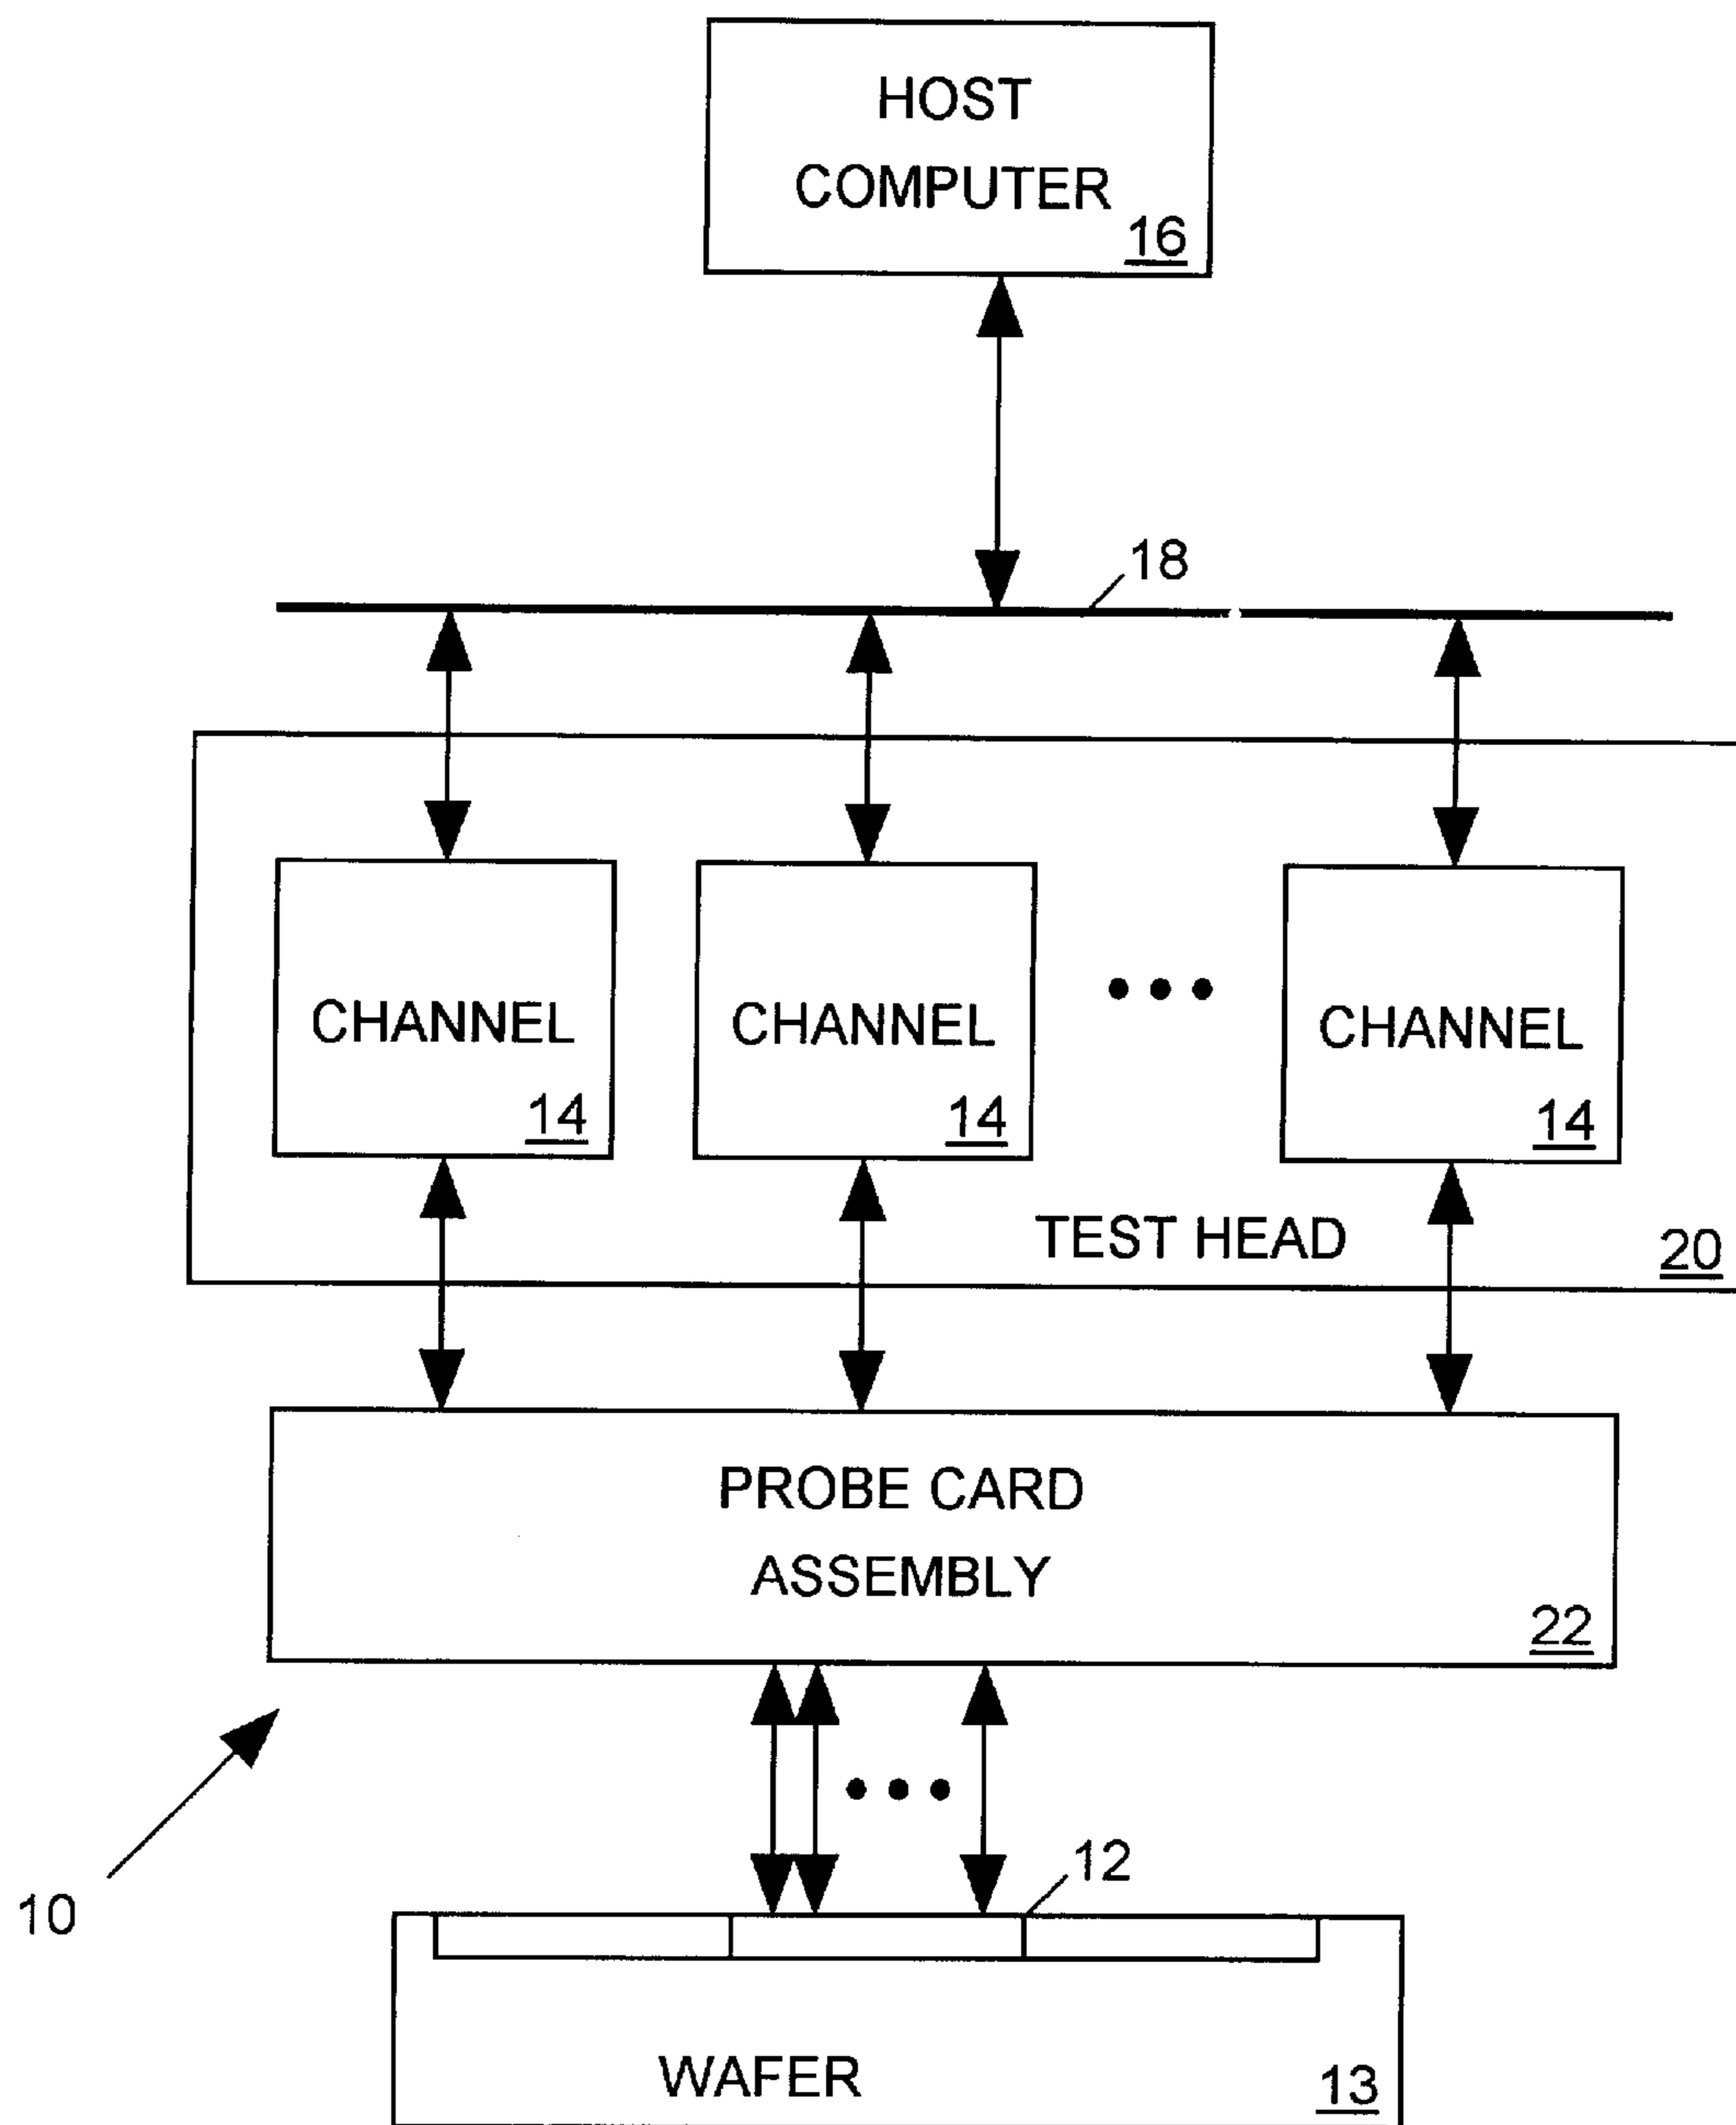 HOST
COMPUTER
16
18
CHANNEL
14
CHANNEL
14
CHANNEL
14
TEST HEAD
20
PROBE CARD
ASSEMBLY
22
10
12
WAFER
13